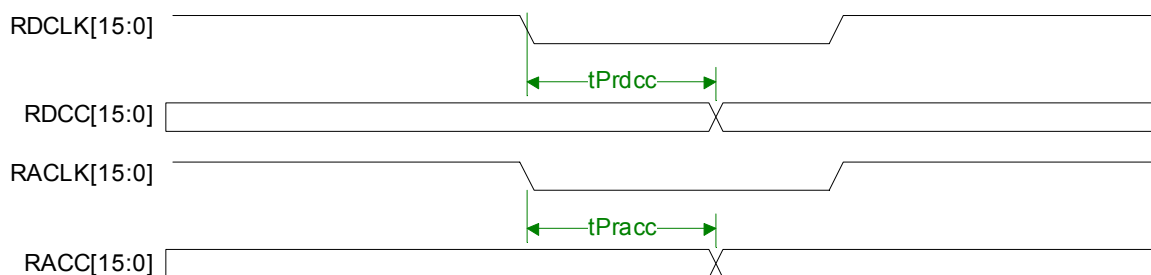 RDCLK[15:0]
tPrdcc
RDCC[15:0]
RACLK[15:0]
tPracc
RACC[15:0]